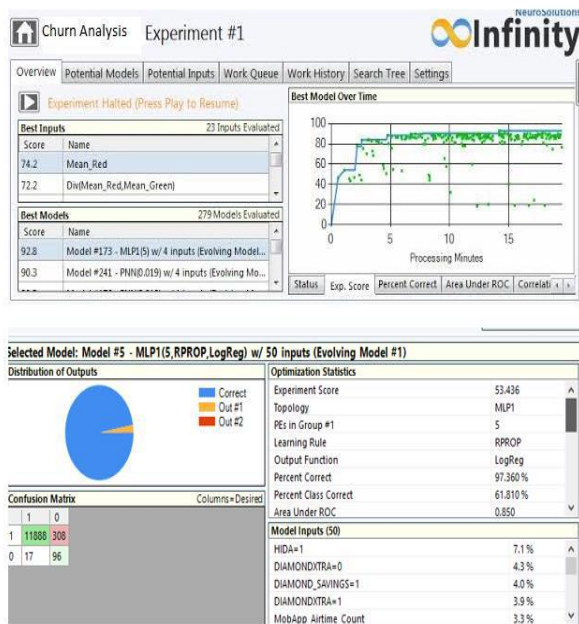 NeuroSolutions
Infinity
Churn Analysis Experiment #1
Overview Potential Models Potential Inputs Work Queue Work History Search Tree Settings
Experiment Halted (Press Play to Resume)
Best Inputs 23 Inputs Evaluated
Score Name
74.2 Mean_Red
72.2 Div(Mean_Red,Mean_Green)
Best Models 279 Models Evaluated
Score Name
92.8 Model #173 - MLP1(5) w/ 4 inputs (Evolving Model...
90.3 Model #241 - PNN(0.019) w/ 4 inputs (Evolving Mo...
Best Model Over Time
100
80
60
40
20
0
0 5 10 15
Processing Minutes
Status Exp. Score Percent Correct Area Under ROC Correlati
Selected Model: Model #5 - MLP1(5,RPROP,LogReg) w/ 50 inputs (Evolving Model #1)
Distribution of Outputs
Correct
Out #1
Out #2
Confusion Matrix Columns=Desired
1 0
1 11888 308
0 17 96
Optimization Statistics
Experiment Score 53.436
Topology MLP1
PEs in Group #1 5
Learning Rule RPROP
Output Function LogReg
Percent Correct 97.360 %
Percent Class Correct 61.810 %
Area Under ROC 0.850
Model Inputs (50)
HIDA=1 7.1 %
DIAMONDXTRA=0 4.3 %
DIAMOND_SAVINGS=1 4.0 %
DIAMONDXTRA=1 3.9 %
MobApp_Airtime_Count 3.3 %